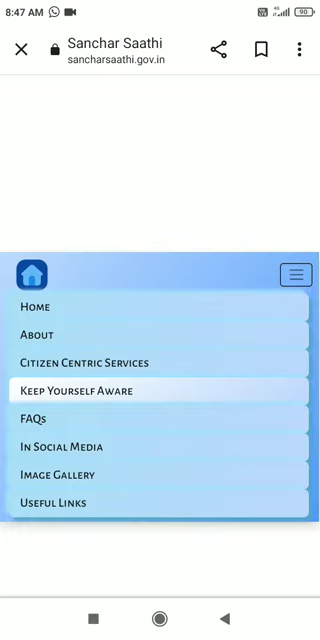 8:47 AM
4G
90
Sanchar Saathi
sancharsaathi.gov.in
Home
About
Citizen Centric Services
Keep Yourself Aware
FAQs
In Social Media
Image Gallery
Useful Links